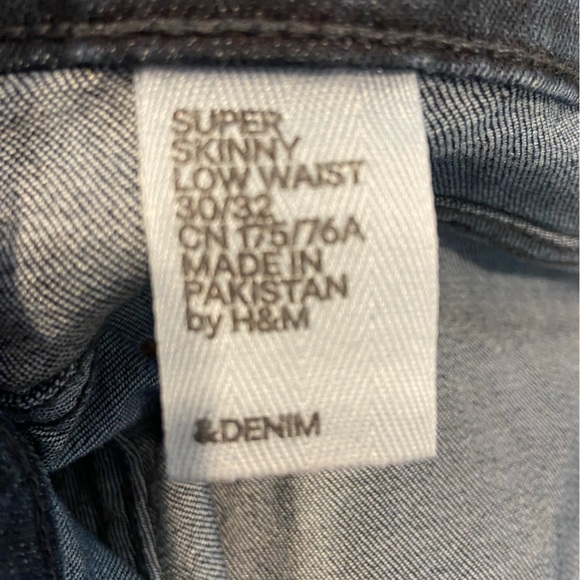 SUPER
SKINNY
LOW WAIST
30/32
CN 175/76A
MADE IN
PAKISTAN
by H&M
&DENIM